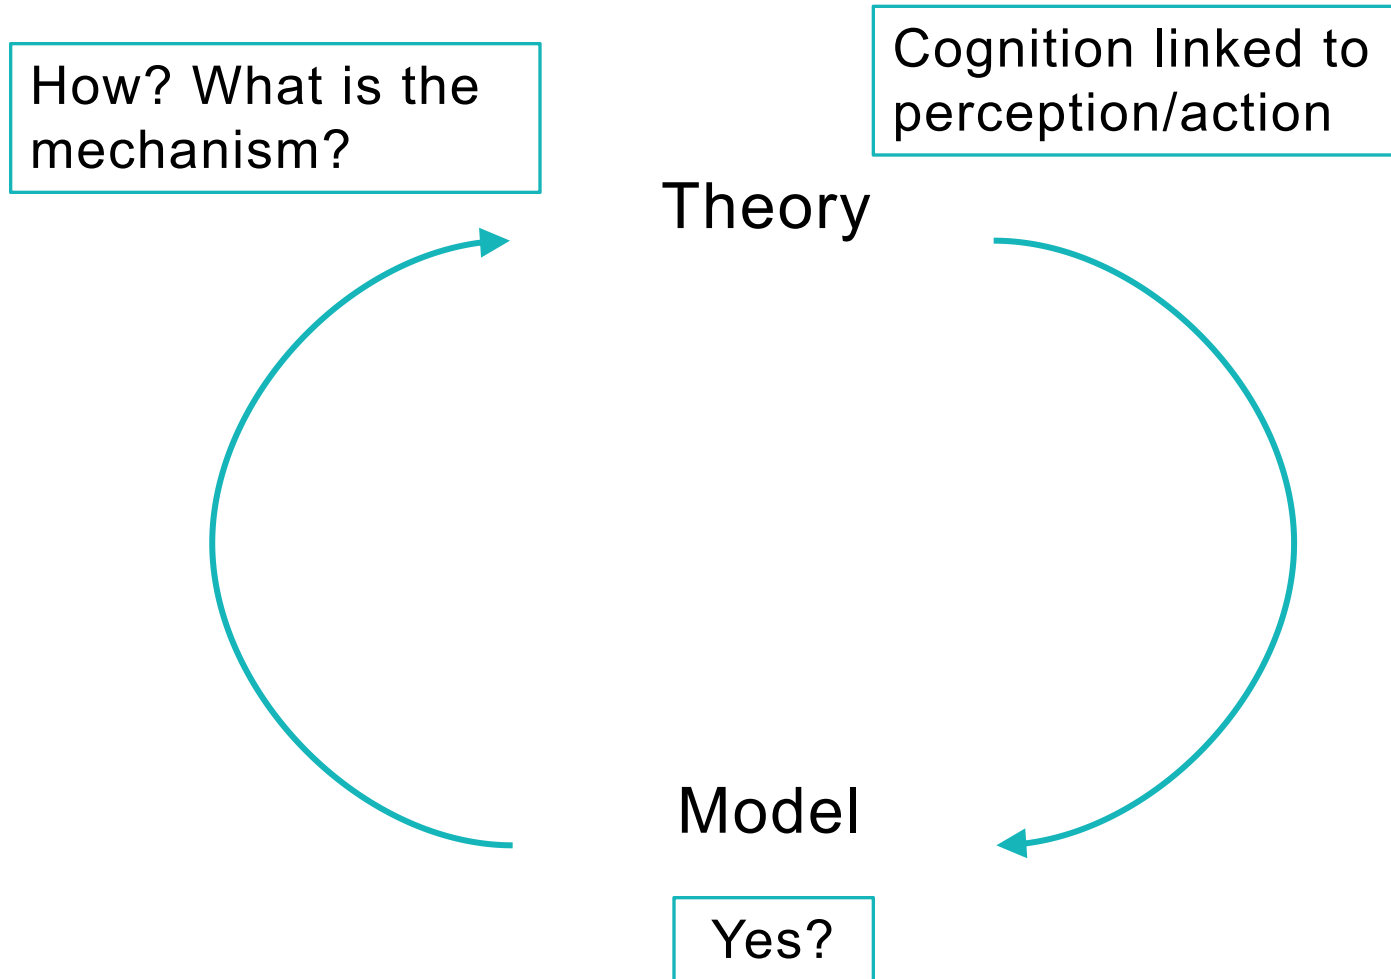 How? What is the
mechanism?
Cognition linked to
perception/action
Theory
Model
Yes?